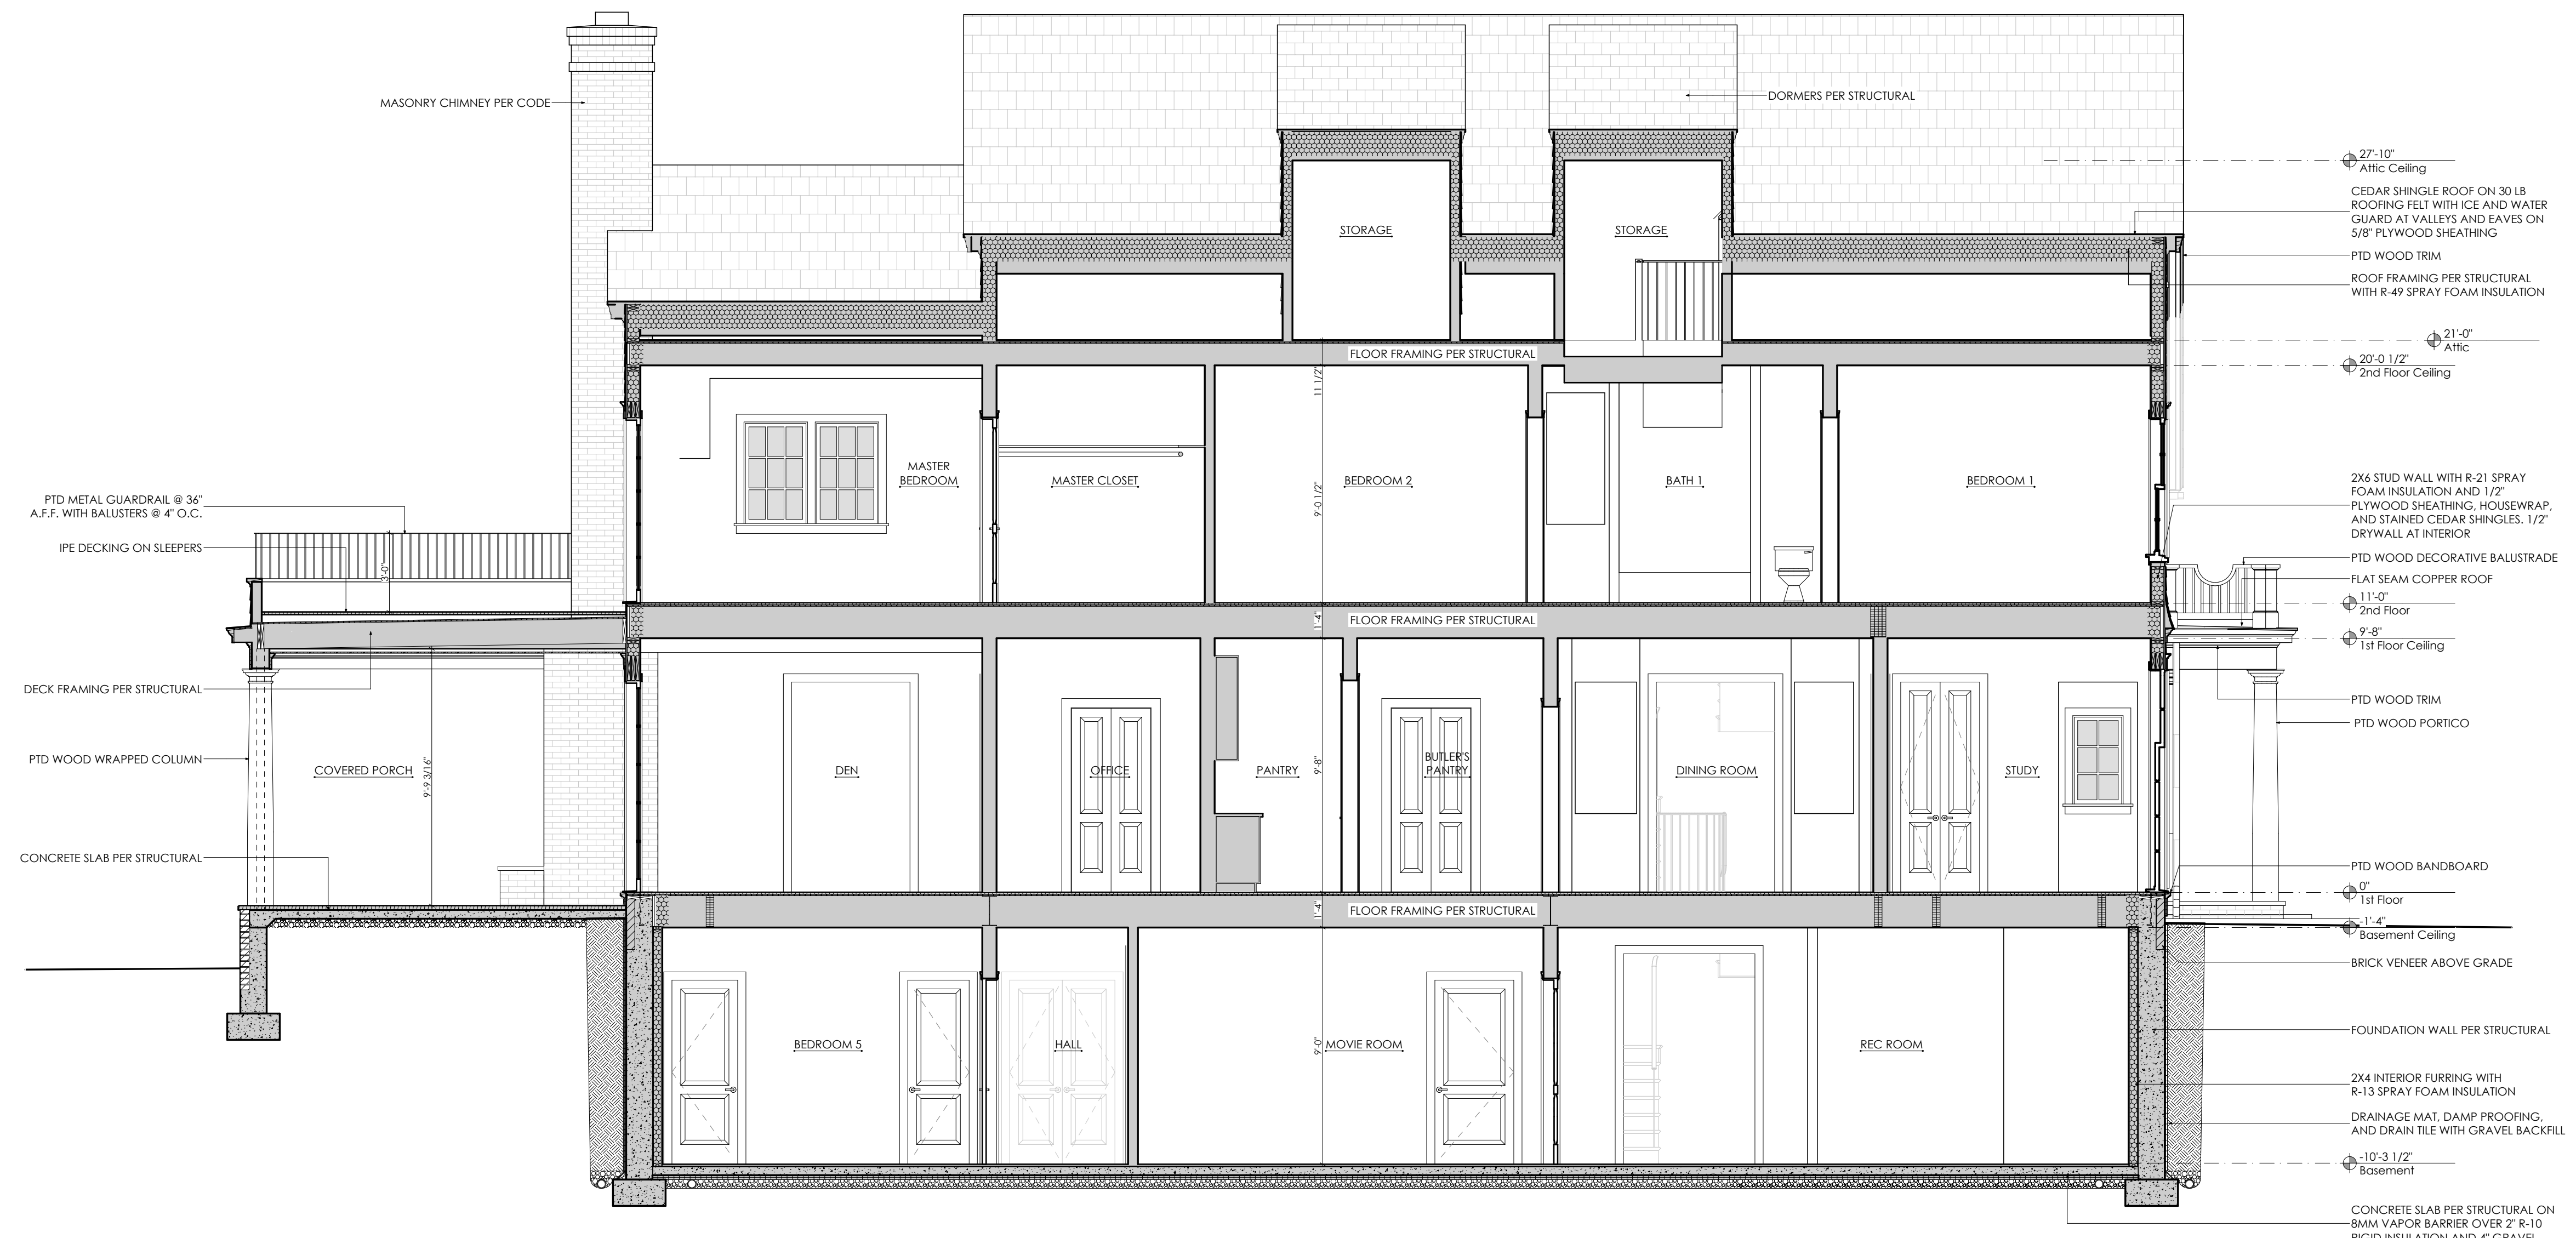 MASONRY CHIMNEY PER CODE
DORMERS PER STRUCTURAL
27'-10"
Attic Ceiling
CEDAR SHINGLE ROOF ON 30 LB
ROOFING FELT WITH ICE AND WATER
GUARD AT VALLEYS AND EAVES ON
5/8" PLYWOOD SHEATHING
STORAGE
STORAGE
PTD WOOD TRIM
ROOF FRAMING PER STRUCTURAL
WITH R-49 SPRAY FOAM INSULATION
21'-0"
Attic
FLOOR FRAMING PER STRUCTURAL
20'-0 1/2"
2nd Floor Ceiling
11 1/2"
MASTER
BEDROOM
MASTER CLOSET
BEDROOM 2
BATH 1
BEDROOM 1
9'-0 1/2"
2X6 STUD WALL WITH R-21 SPRAY
FOAM INSULATION AND 1/2"
PLYWOOD SHEATHING, HOUSEWRAP,
AND STAINED CEDAR SHINGLES. 1/2"
DRYWALL AT INTERIOR
PTD METAL GUARDRAIL @ 36"
A.F.F. WITH BALUSTERS @ 4" O.C.
IPE DECKING ON SLEEPERS
3'-0"
PTD WOOD DECORATIVE BALUSTRADE
FLAT SEAM COPPER ROOF
11'-0"
2nd Floor
1'-4"
FLOOR FRAMING PER STRUCTURAL
9'-8"
1st Floor Ceiling
DECK FRAMING PER STRUCTURAL
PTD WOOD TRIM
PTD WOOD PORTICO
PTD WOOD WRAPPED COLUMN
COVERED PORCH
9'-9 3/16"
DEN
OFFICE
PANTRY
9'-8"
BUTLER'S
PANTRY
DINING ROOM
STUDY
CONCRETE SLAB PER STRUCTURAL
PTD WOOD BANDBOARD
0"
1st Floor
1'-4"
FLOOR FRAMING PER STRUCTURAL
-1'-4"
Basement Ceiling
BRICK VENEER ABOVE GRADE
FOUNDATION WALL PER STRUCTURAL
BEDROOM 5
HALL
9'-0"
MOVIE ROOM
REC ROOM
2X4 INTERIOR FURRING WITH
R-13 SPRAY FOAM INSULATION
DRAINAGE MAT, DAMP PROOFING,
AND DRAIN TILE WITH GRAVEL BACKFILL
-10'-3 1/2"
Basement
CONCRETE SLAB PER STRUCTURAL ON
8MM VAPOR BARRIER OVER 2" R-10
RIGID INSULATION AND 4" GRAVEL